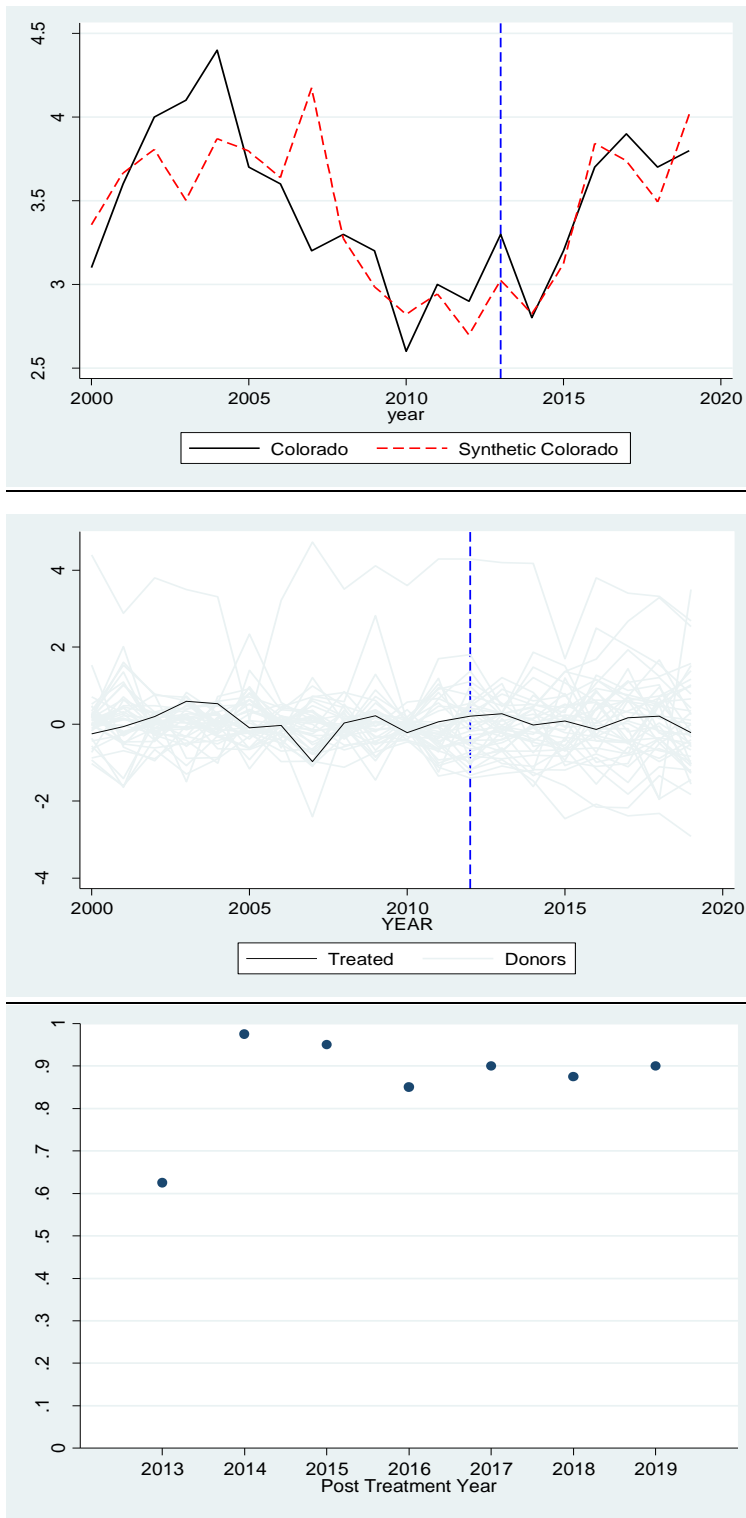 4.5
4
3.5
3
2.5
2000 2005 2010 2015 2020
year
Colorado Synthetic Colorado
4
2
0
-2
-4
2000 2005 2010 2015 2020
YEAR
Treated Donors
1
.9
.8
.7
.6
.5
.4
.3
.2
.1
0
2013 2014 2015 2016 2017 2018 2019
Post Treatment Year